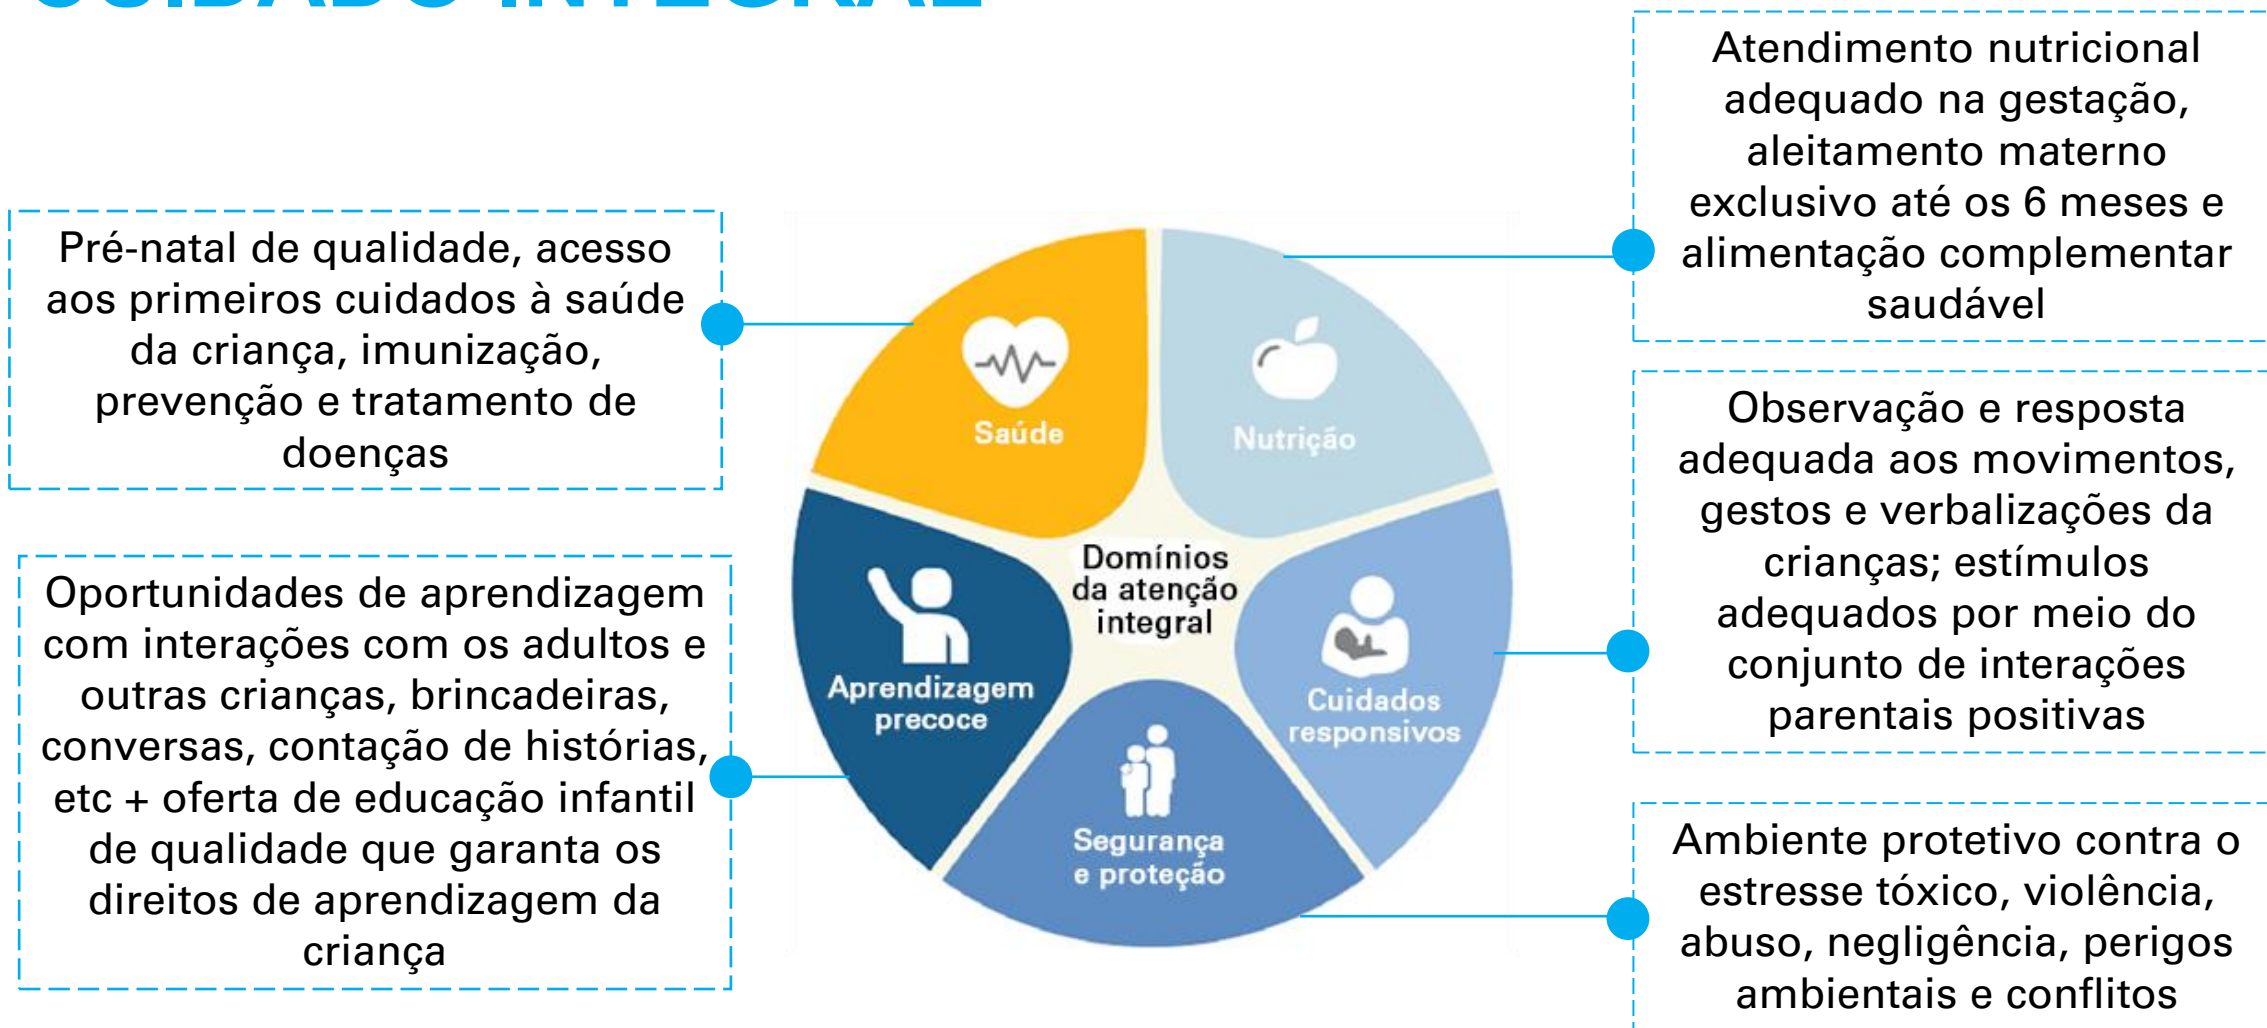 CUIDADO INTEGRAL
Pré-natal de qualidade, acesso
aos primeiros cuidados à saúde
da criança, imunização,
prevenção e tratamento de
doenças
Oportunidades de aprendizagem
com interações com os adultos e
outras crianças, brincadeiras,
conversas, contação de histórias,
etc + oferta de educação infantil
de qualidade que garanta os
direitos de aprendizagem da
criança
Saúde
Nutrição
Domínios
da atenção
integral
Aprendizagem
precoce
Cuidados
responsivos
Segurança
e proteção
Atendimento nutricional
adequado na gestação,
aleitamento materno
exclusivo até os 6 meses e
alimentação complementar
saudável
Observação e resposta
adequada aos movimentos,
gestos e verbalizações da
crianças; estímulos
adequados por meio do
conjunto de interações
parentais positivas
Ambiente protetivo contra o
estresse tóxico, violência,
abuso, negligência, perigos
ambientais e conflitos